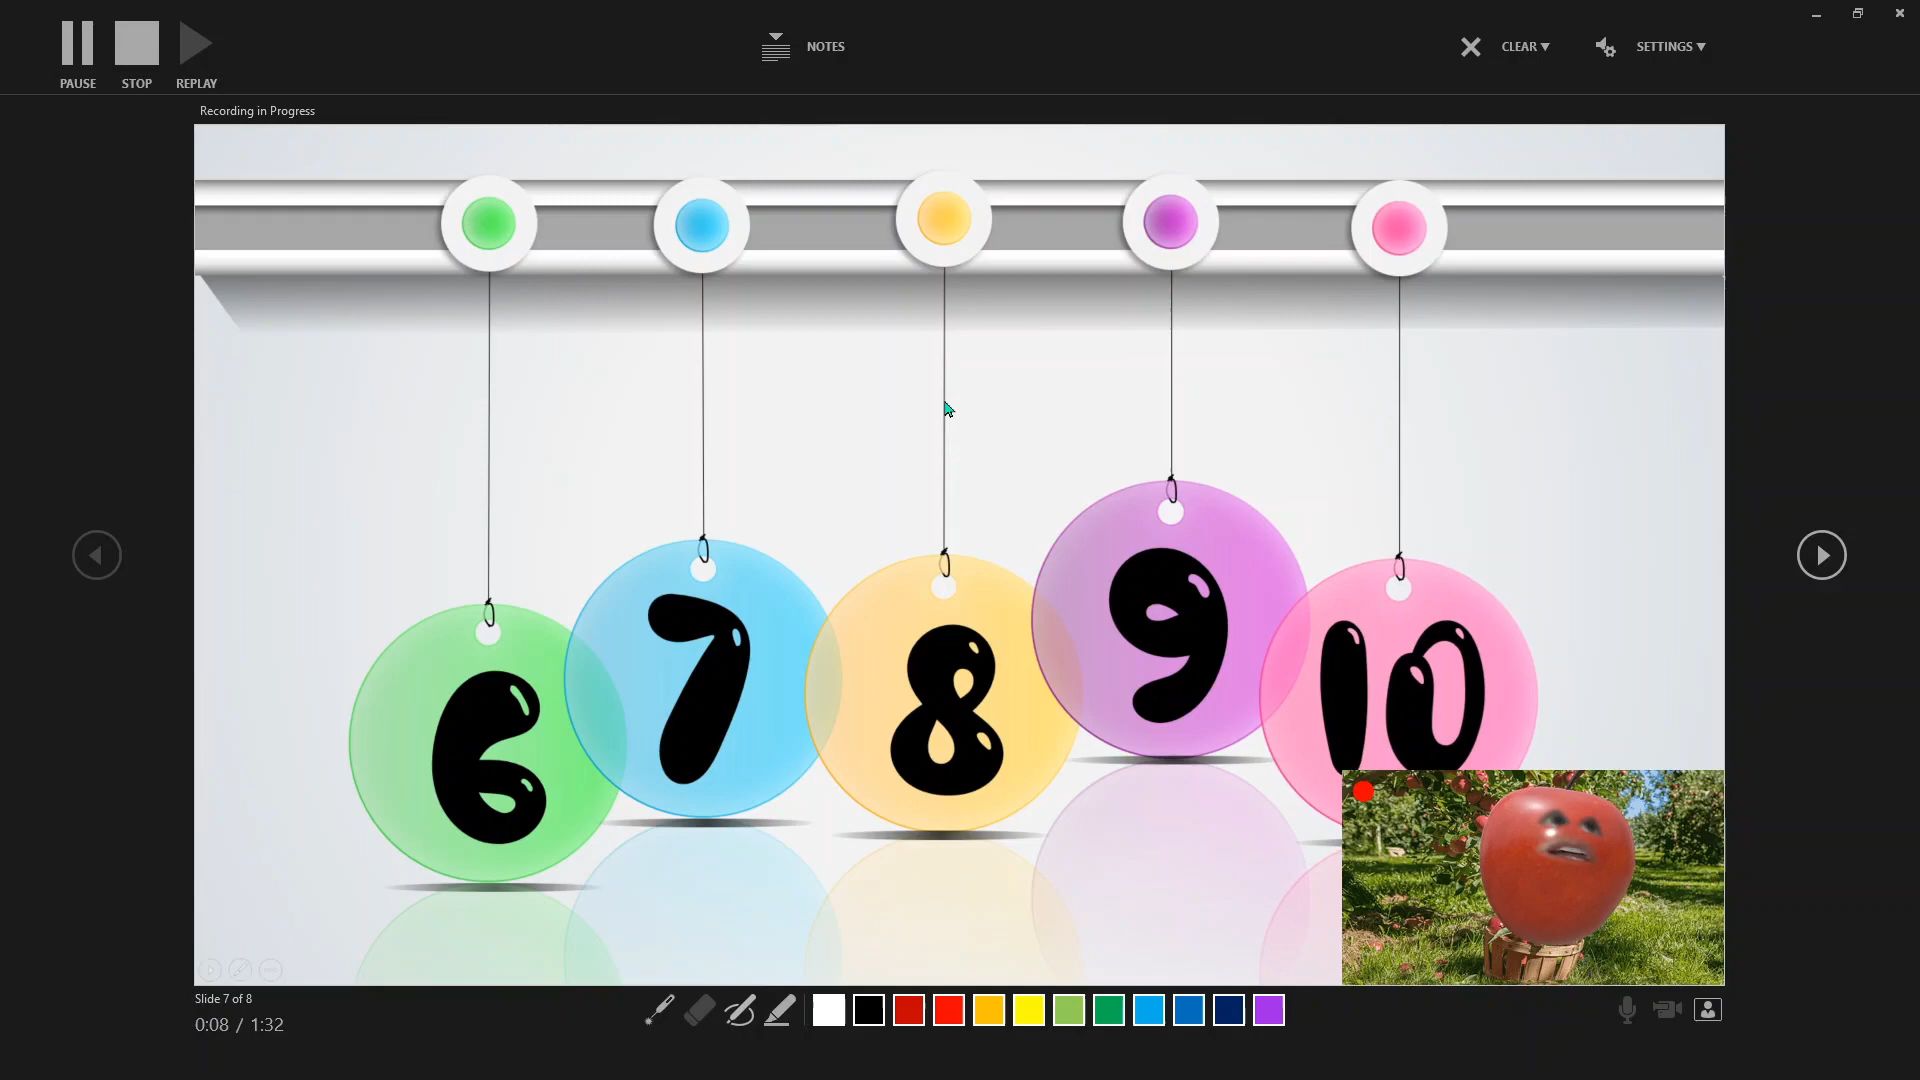 PAUSE STOP REPLAY
NOTES
CLEAR
SETTINGS
Recording in Progress
6 7 8 9 10
Slide 7 of 8
0:08 / 1:32